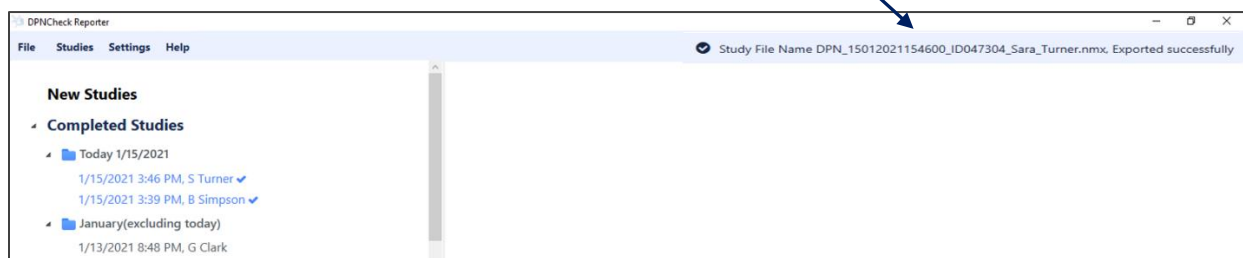 DPNCheck Reporter
File Studies Settings Help
Study File Name DPN_15012021154600_ID047304_Sara_Turner.nmx, Exported successfully
New Studies
Completed Studies
Today 1/15/2021
1/15/2021 3:46 PM, S Turner
1/15/2021 3:39 PM, B Simpson
January(excluding today)
1/13/2021 8:48 PM, G Clark